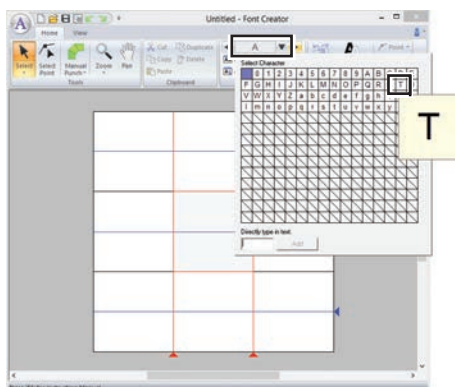 Untitled - Font Creator
Home View
A
Select
Select Point
Manual Punch
Zoom
Pan
Cut
Duplicate
Copy
Delete
Paste
Tools
Clipboard
A
Select Character
0 1 2 3 4 5 6 7 8 9 A B
F G H I J K L M N O P Q R T
V W X Y Z a b c d e f g h
l m n o p q r s t u v w x y
T
Directly type in text.
Add